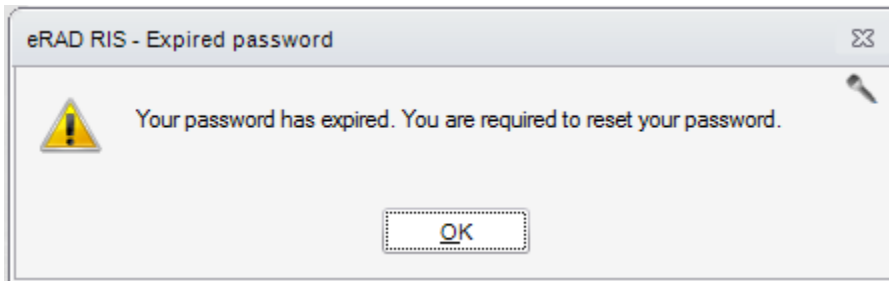 eRAD RIS - Expired password
Your password has expired. You are required to reset your password.
OK